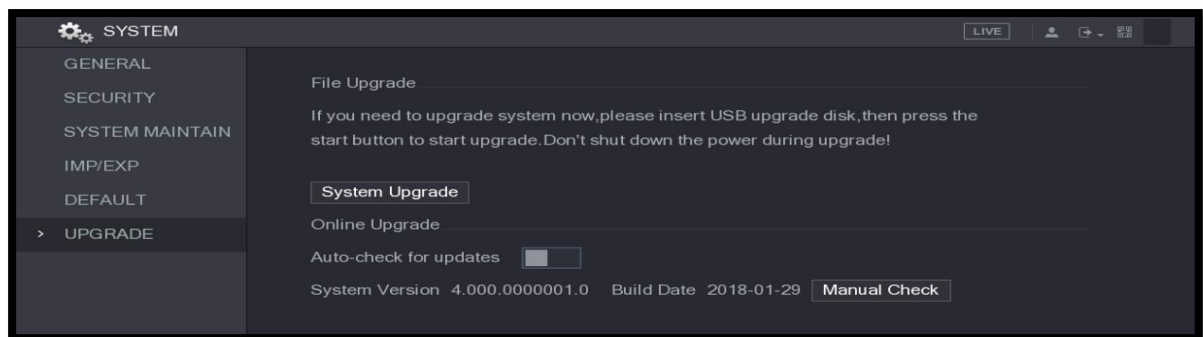 SYSTEM
LIVE
GENERAL
SECURITY
SYSTEM MAINTAIN
IMP/EXP
DEFAULT
> UPGRADE
File Upgrade
If you need to upgrade system now,please insert USB upgrade disk,then press the
start button to start upgrade.Don't shut down the power during upgrade!
System Upgrade
Online Upgrade
Auto-check for updates
System Version 4.000.0000001.0 Build Date 2018-01-29 Manual Check